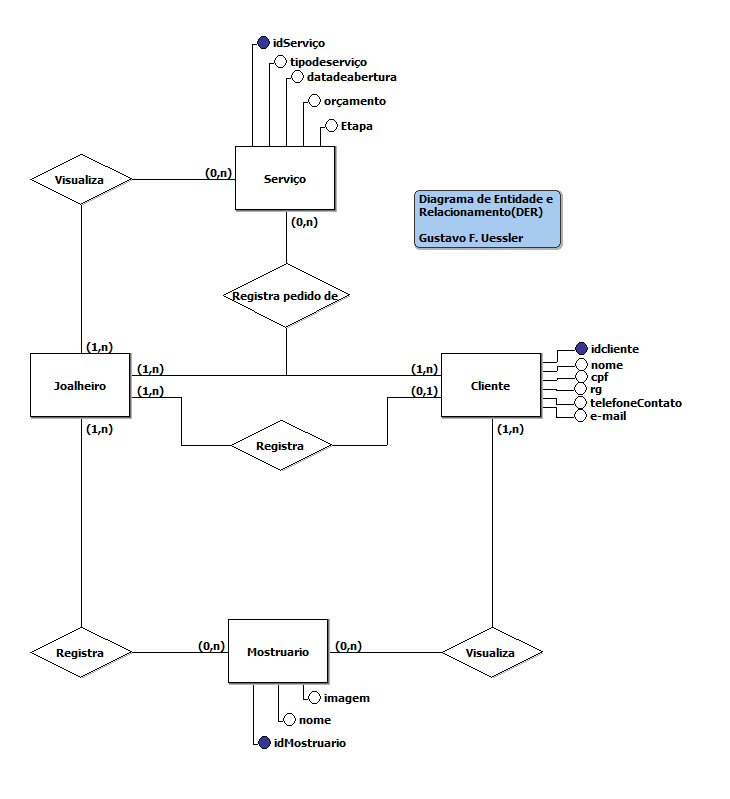 idServiço
tipodeserviço
datadeabertura
orçamento
Etapa
Visualiza
(0,n)
Serviço
(0,n)
Diagrama de Entidade e
Relacionamento(DER)
Gustavo F. Uessler
Registra pedido de
(1,n)
Joalheiro
(1,n)
(1,n)
(1,n)
(1,n)
(0,1)
Cliente
(1,n)
idcliente
nome
cpf
rg
telefoneContato
e-mail
Registra
Registra
(0,n)
Mostruario
(0,n)
Visualiza
imagem
nome
idMostruario